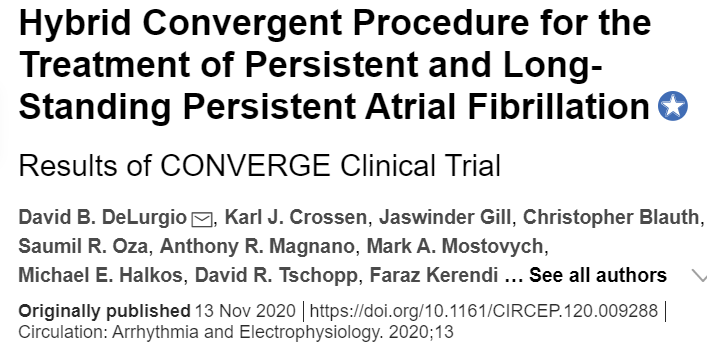 Hybrid Convergent Procedure for the
Treatment of Persistent and Long-
Standing Persistent Atrial Fibrillation
Results of CONVERGE Clinical Trial
David B. DeLurgio, Karl J. Crossen, Jaswinder Gill, Christopher Blauth,
Saumil R. Oza, Anthony R. Magnano, Mark A. Mostovych,
Michael E. Halkos, David R. Tschopp, Faraz Kerendi … See all authors
Originally published 13 Nov 2020 | https://doi.org/10.1161/CIRCEP.120.009288 |
Circulation: Arrhythmia and Electrophysiology. 2020;13